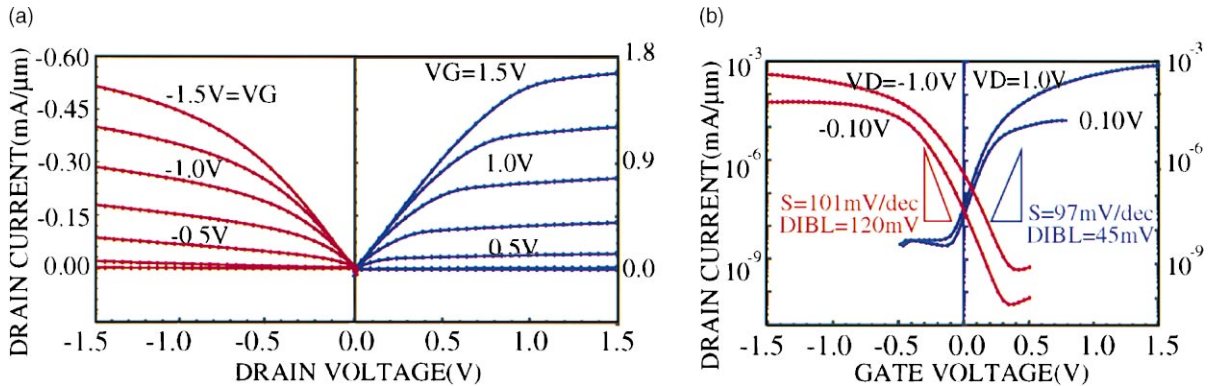 (a)
DRAIN CURRRENT(mA/μm)
-0.60
-0.45
-0.30
-0.15
0.00
1.8
0.9
0.0
-1.5V=VG
-1.0V
-0.5V
VG=1.5V
1.0V
0.5V
-1.5 -1.0 -0.5 0.0 0.5 1.0 1.5
DRAIN VOLTAGE(V)
(b)
DRAIN CURRENT(mA/μm)
10-3
10-6
10-9
10-3
10-6
10-9
VD=-1.0V
VD=1.0V
-0.10V
0.10V
S=101mV/dec
DIBL=120mV
S=97mV/dec
DIBL=45mV
-1.5 -1.0 -0.5 0.0 0.5 1.0 1.5
GATE VOLTAGE(V)